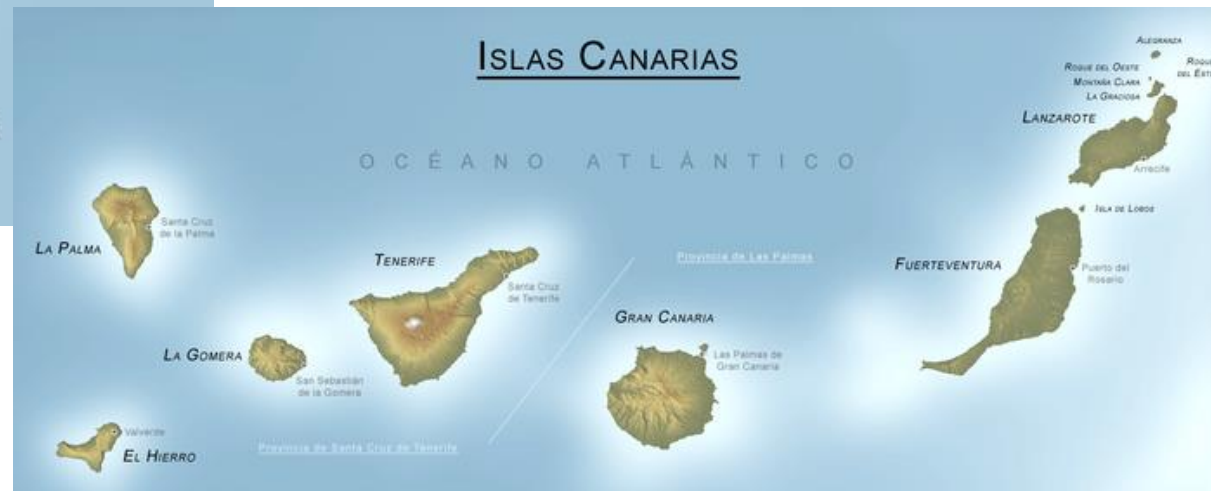 ISLAS CANARIAS
ALEGRANZA
ROQUE DEL OESTE
ROQUE
DEL ESTE
MONTAÑA CLARA
LA GRACIOSA
LANZAROTE
OCÉANO ATLÁNTICO
Arrecife
ISLA DE LOBOS
Santa Cruz
de la Palma
LA PALMA
TENERIFE
Provincia de Las Palmas
FUERTEVENTURA
Puerto del
Rosario
Santa Cruz
de Tenerife
GRAN CANARIA
LA GOMERA
Las Palmas de
Gran Canaria
San Sebastián
de la Gomera
Valverde
EL HIERRO
Provincia de Santa Cruz de Tenerife